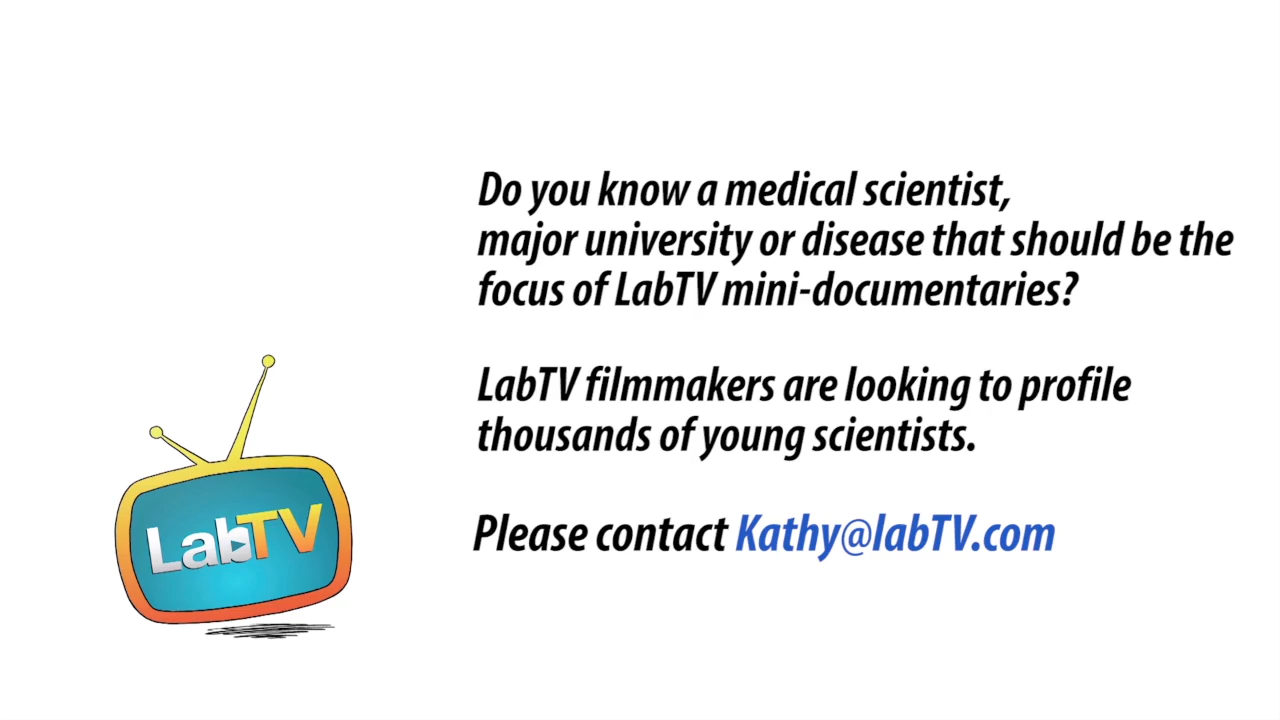 Do you know a medical scientist,
major university or disease that should be the
focus of LabTV mini-documentaries?
LabTV filmmakers are looking to profile
thousands of young scientists.
LabTV
Please contact Kathy@labTV.com